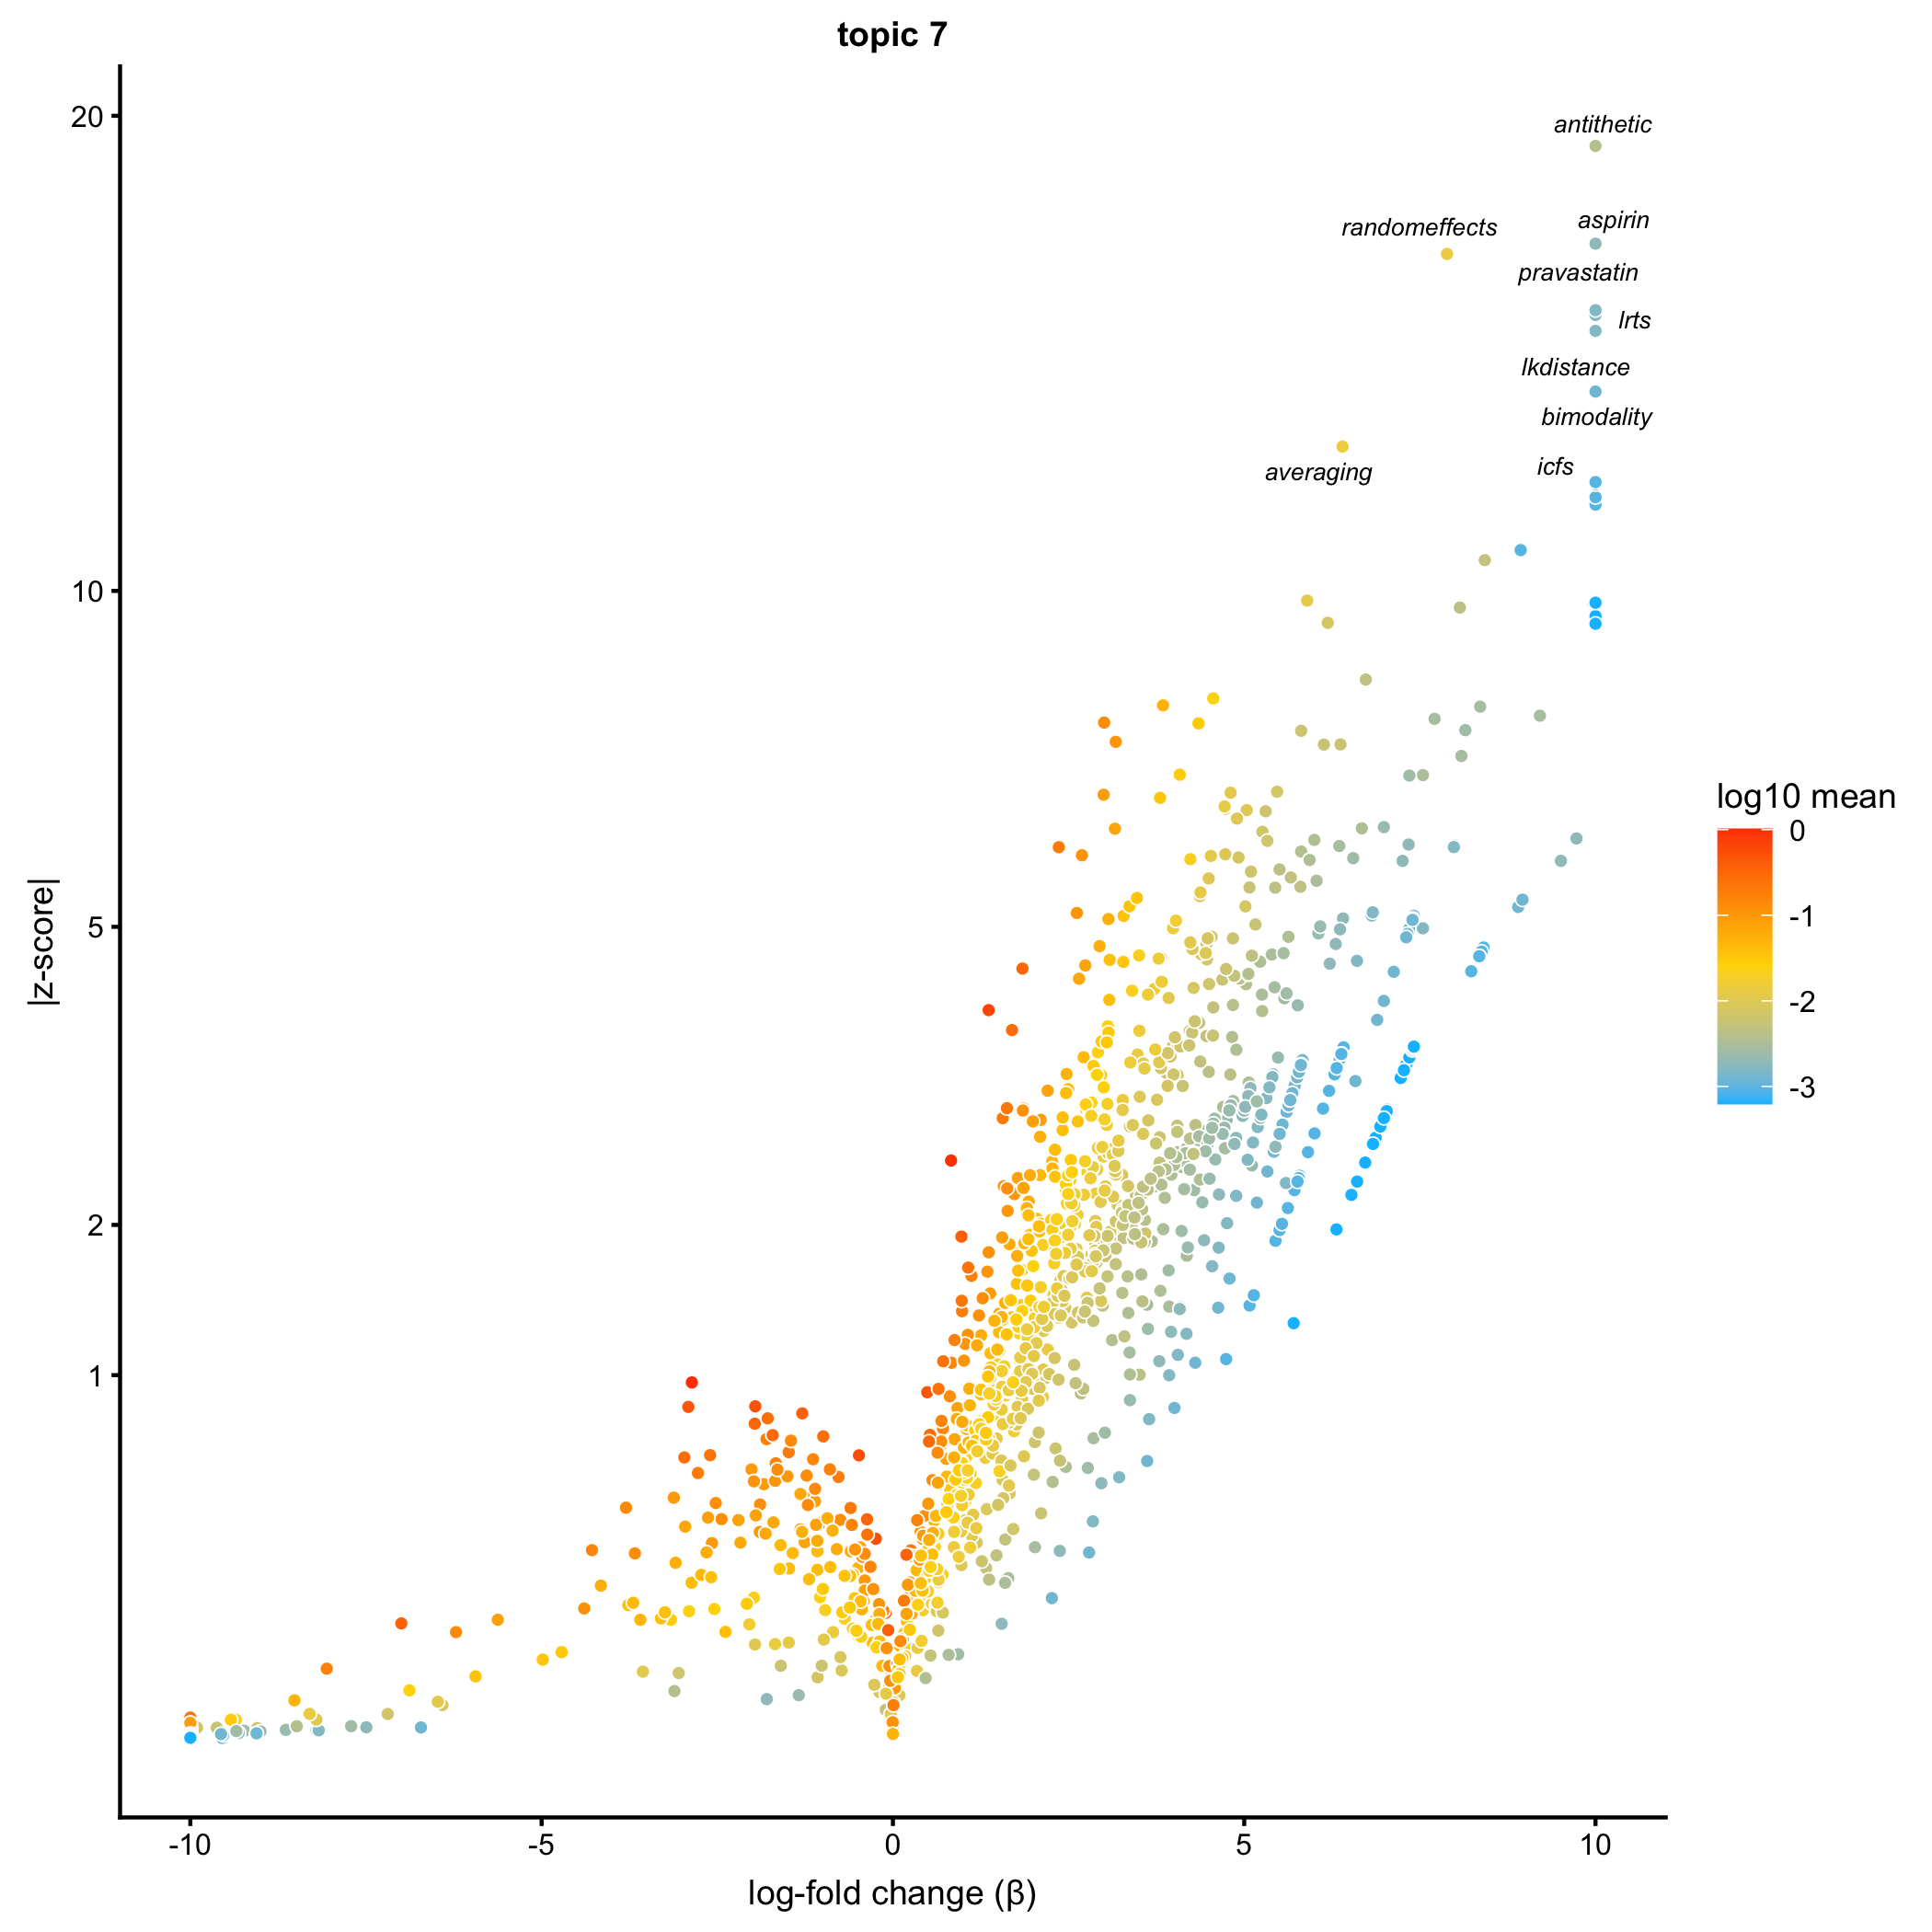 topic 7
20
10
5
2
1
|z-score|
antithetic
aspirin
randomeffects
pravastatin
lrts
lkdistance
bimodality
averaging
icfs
log10 mean
0
-1
-2
-3
-10
-5
0
5
10
log-fold change (β)